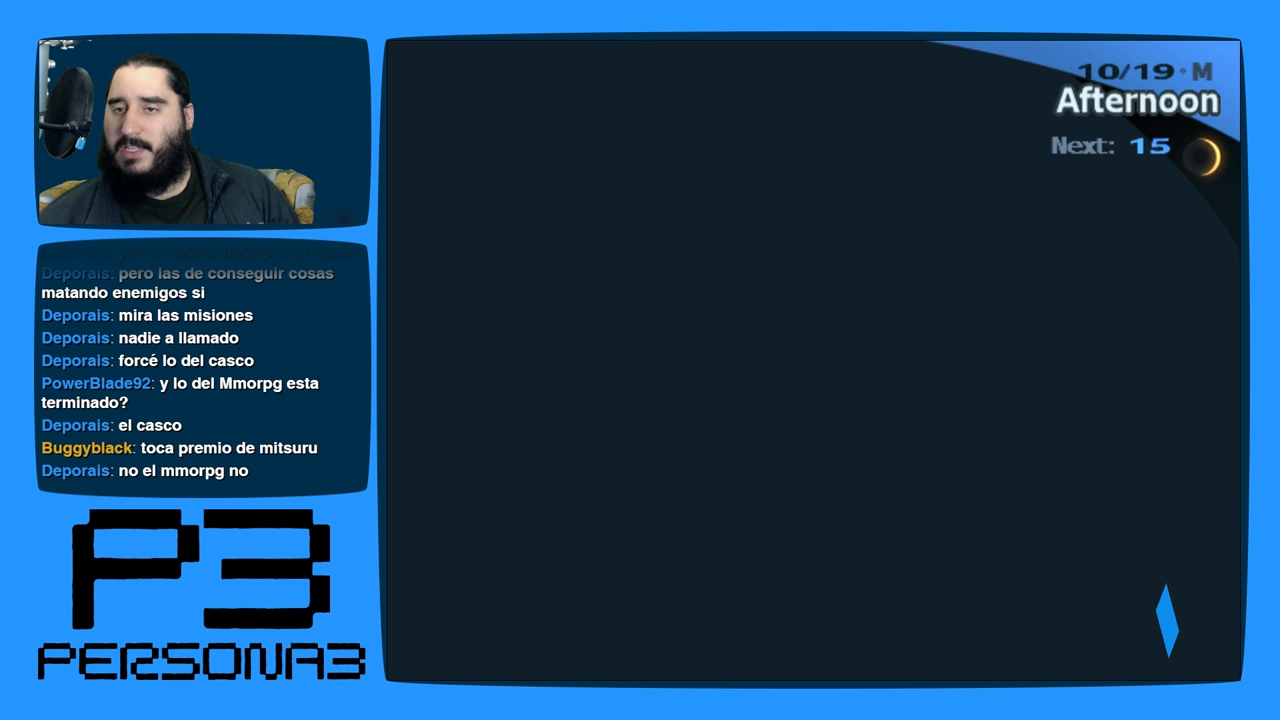 Deporais: pero las de conseguir cosas
matando enemigos si
Deporais: mira las misiones
Deporais: nadie a llamado
Deporais: forcé lo del casco
PowerBlade92: y lo del Mmorpg esta
terminado?
Deporais: el casco
Buggyblack: toca premio de mitsuru
Deporais: no el mmorpg no
P3
PERSONA3
10/19·M
Afternoon
Next: 15